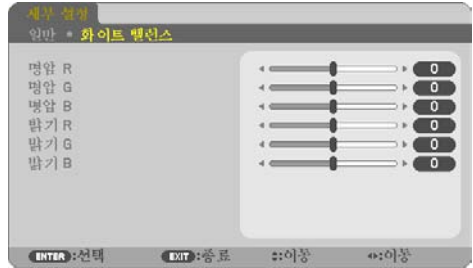 세부 설정
일반 • 화이트 밸런스
명암 R 0
명암 G 0
명암 B 0
밝기 R 0
밝기 G 0
밝기 B 0
ENTER :선택 EXIT :종료 :이동 :이동